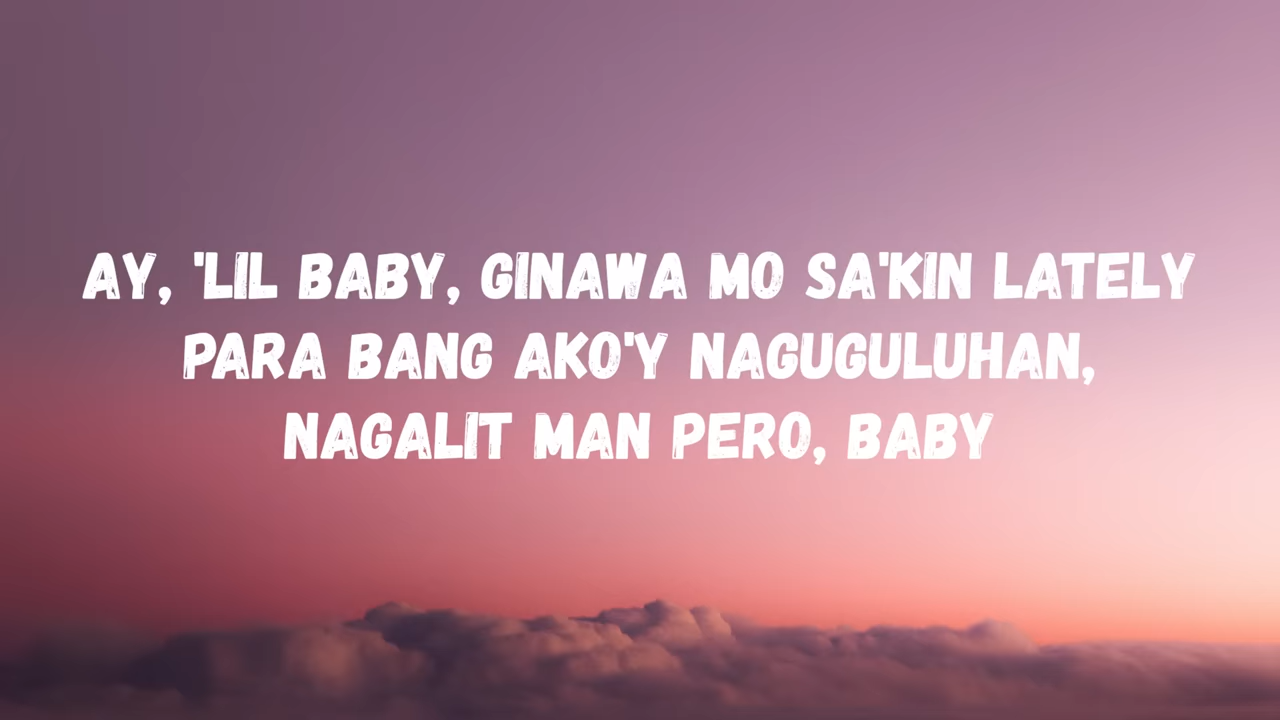 AY, 'LIL BABY, GINAWA MO SA'KIN LATELY
PARA BANG AKO'Y NAGUGULUHAN,
NAGALIT MAN PERO, BABY